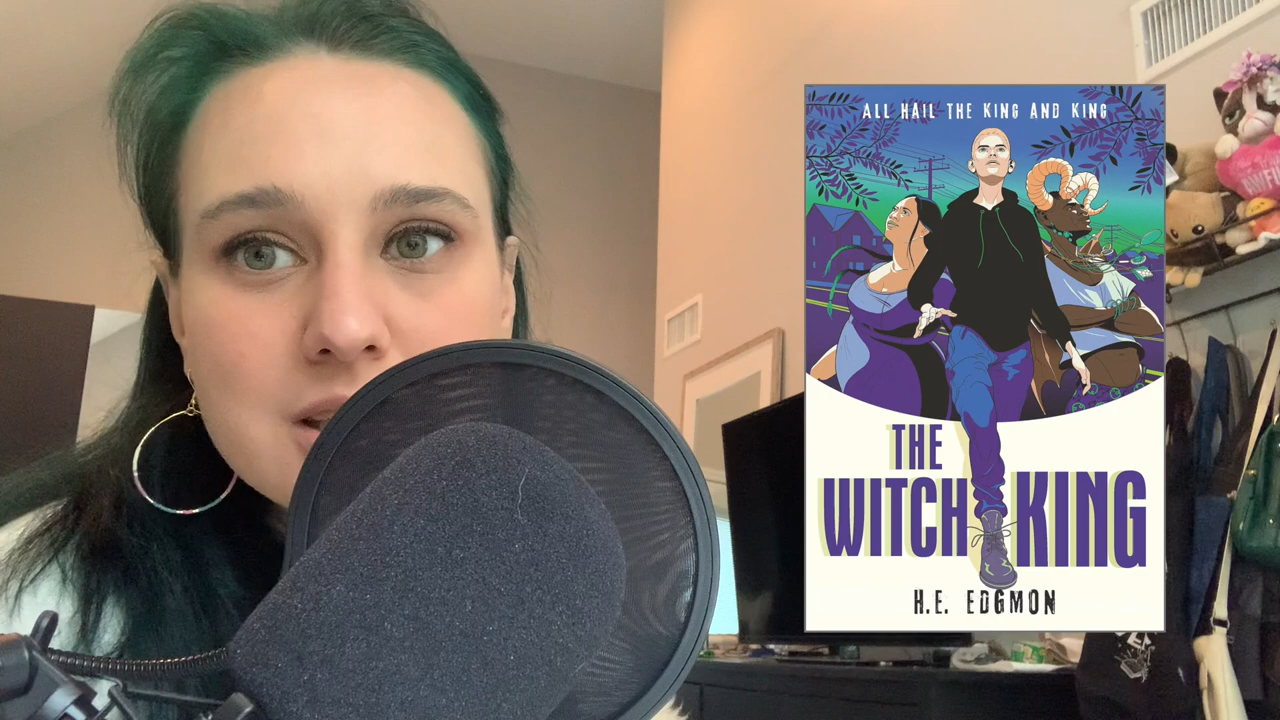 ALL HAIL THE KING AND KING
THE
WITCH KING
H.E. EDGMON